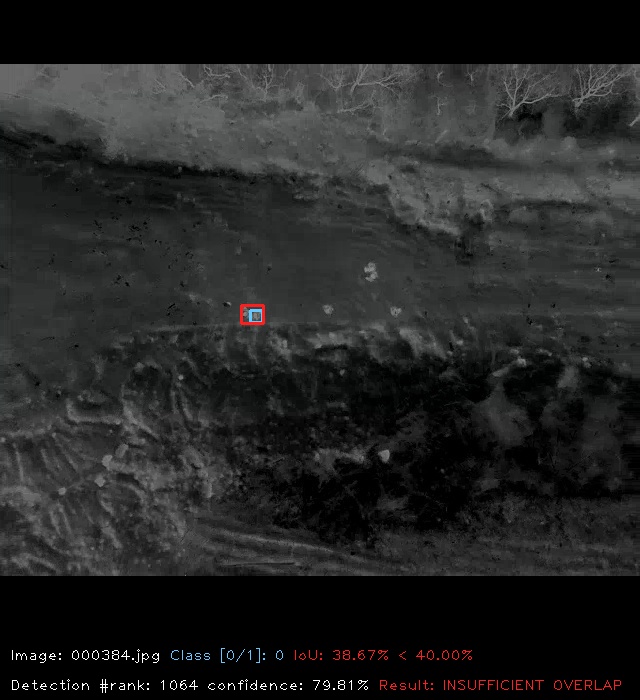 Image: 000384.jpg Class [0/1]: 0 IoU: 38.67% < 40.00%
Detection #rank: 1064 confidence: 79.81% Result: INSUFFICIENT OVERLAP